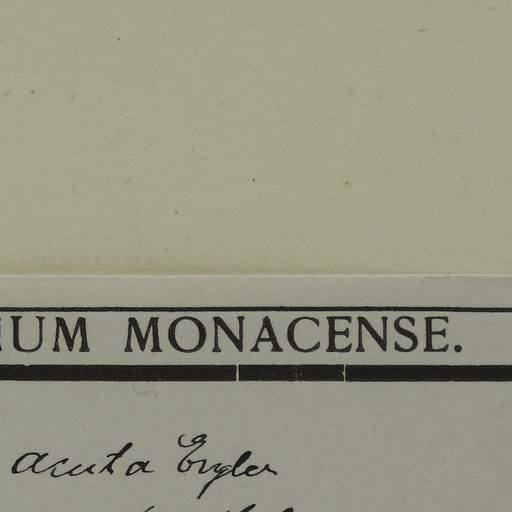 IUM MONACENSE.
acuta Engler